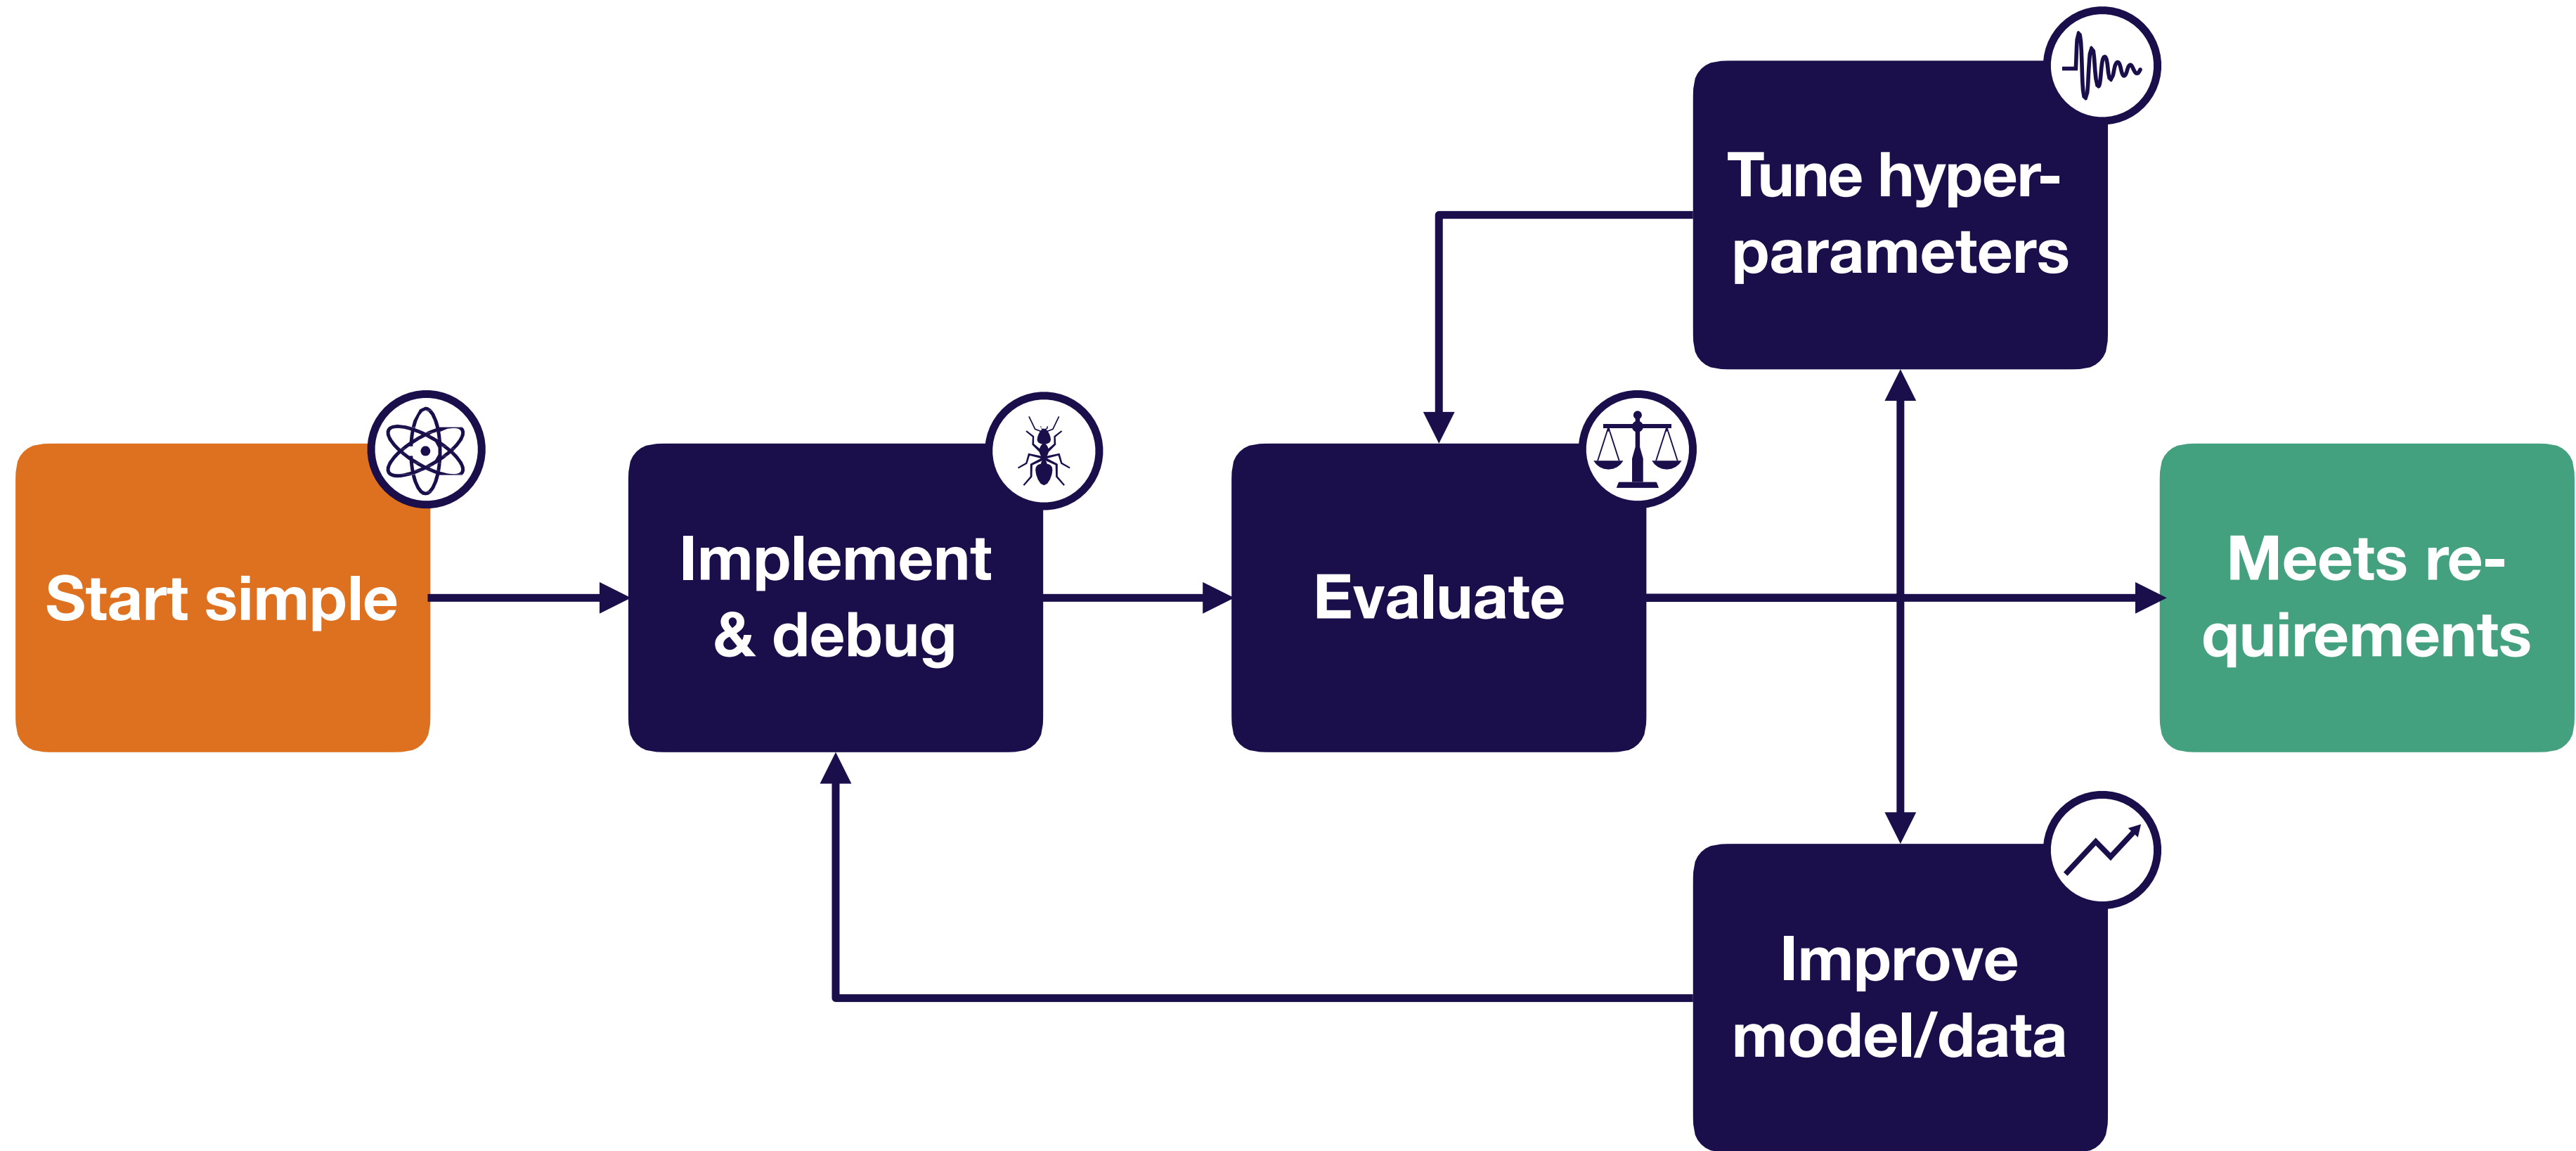 Tune hyper-
parameters
Start simple
Implement
& debug
Evaluate
Meets re-
quirements
Improve
model/data